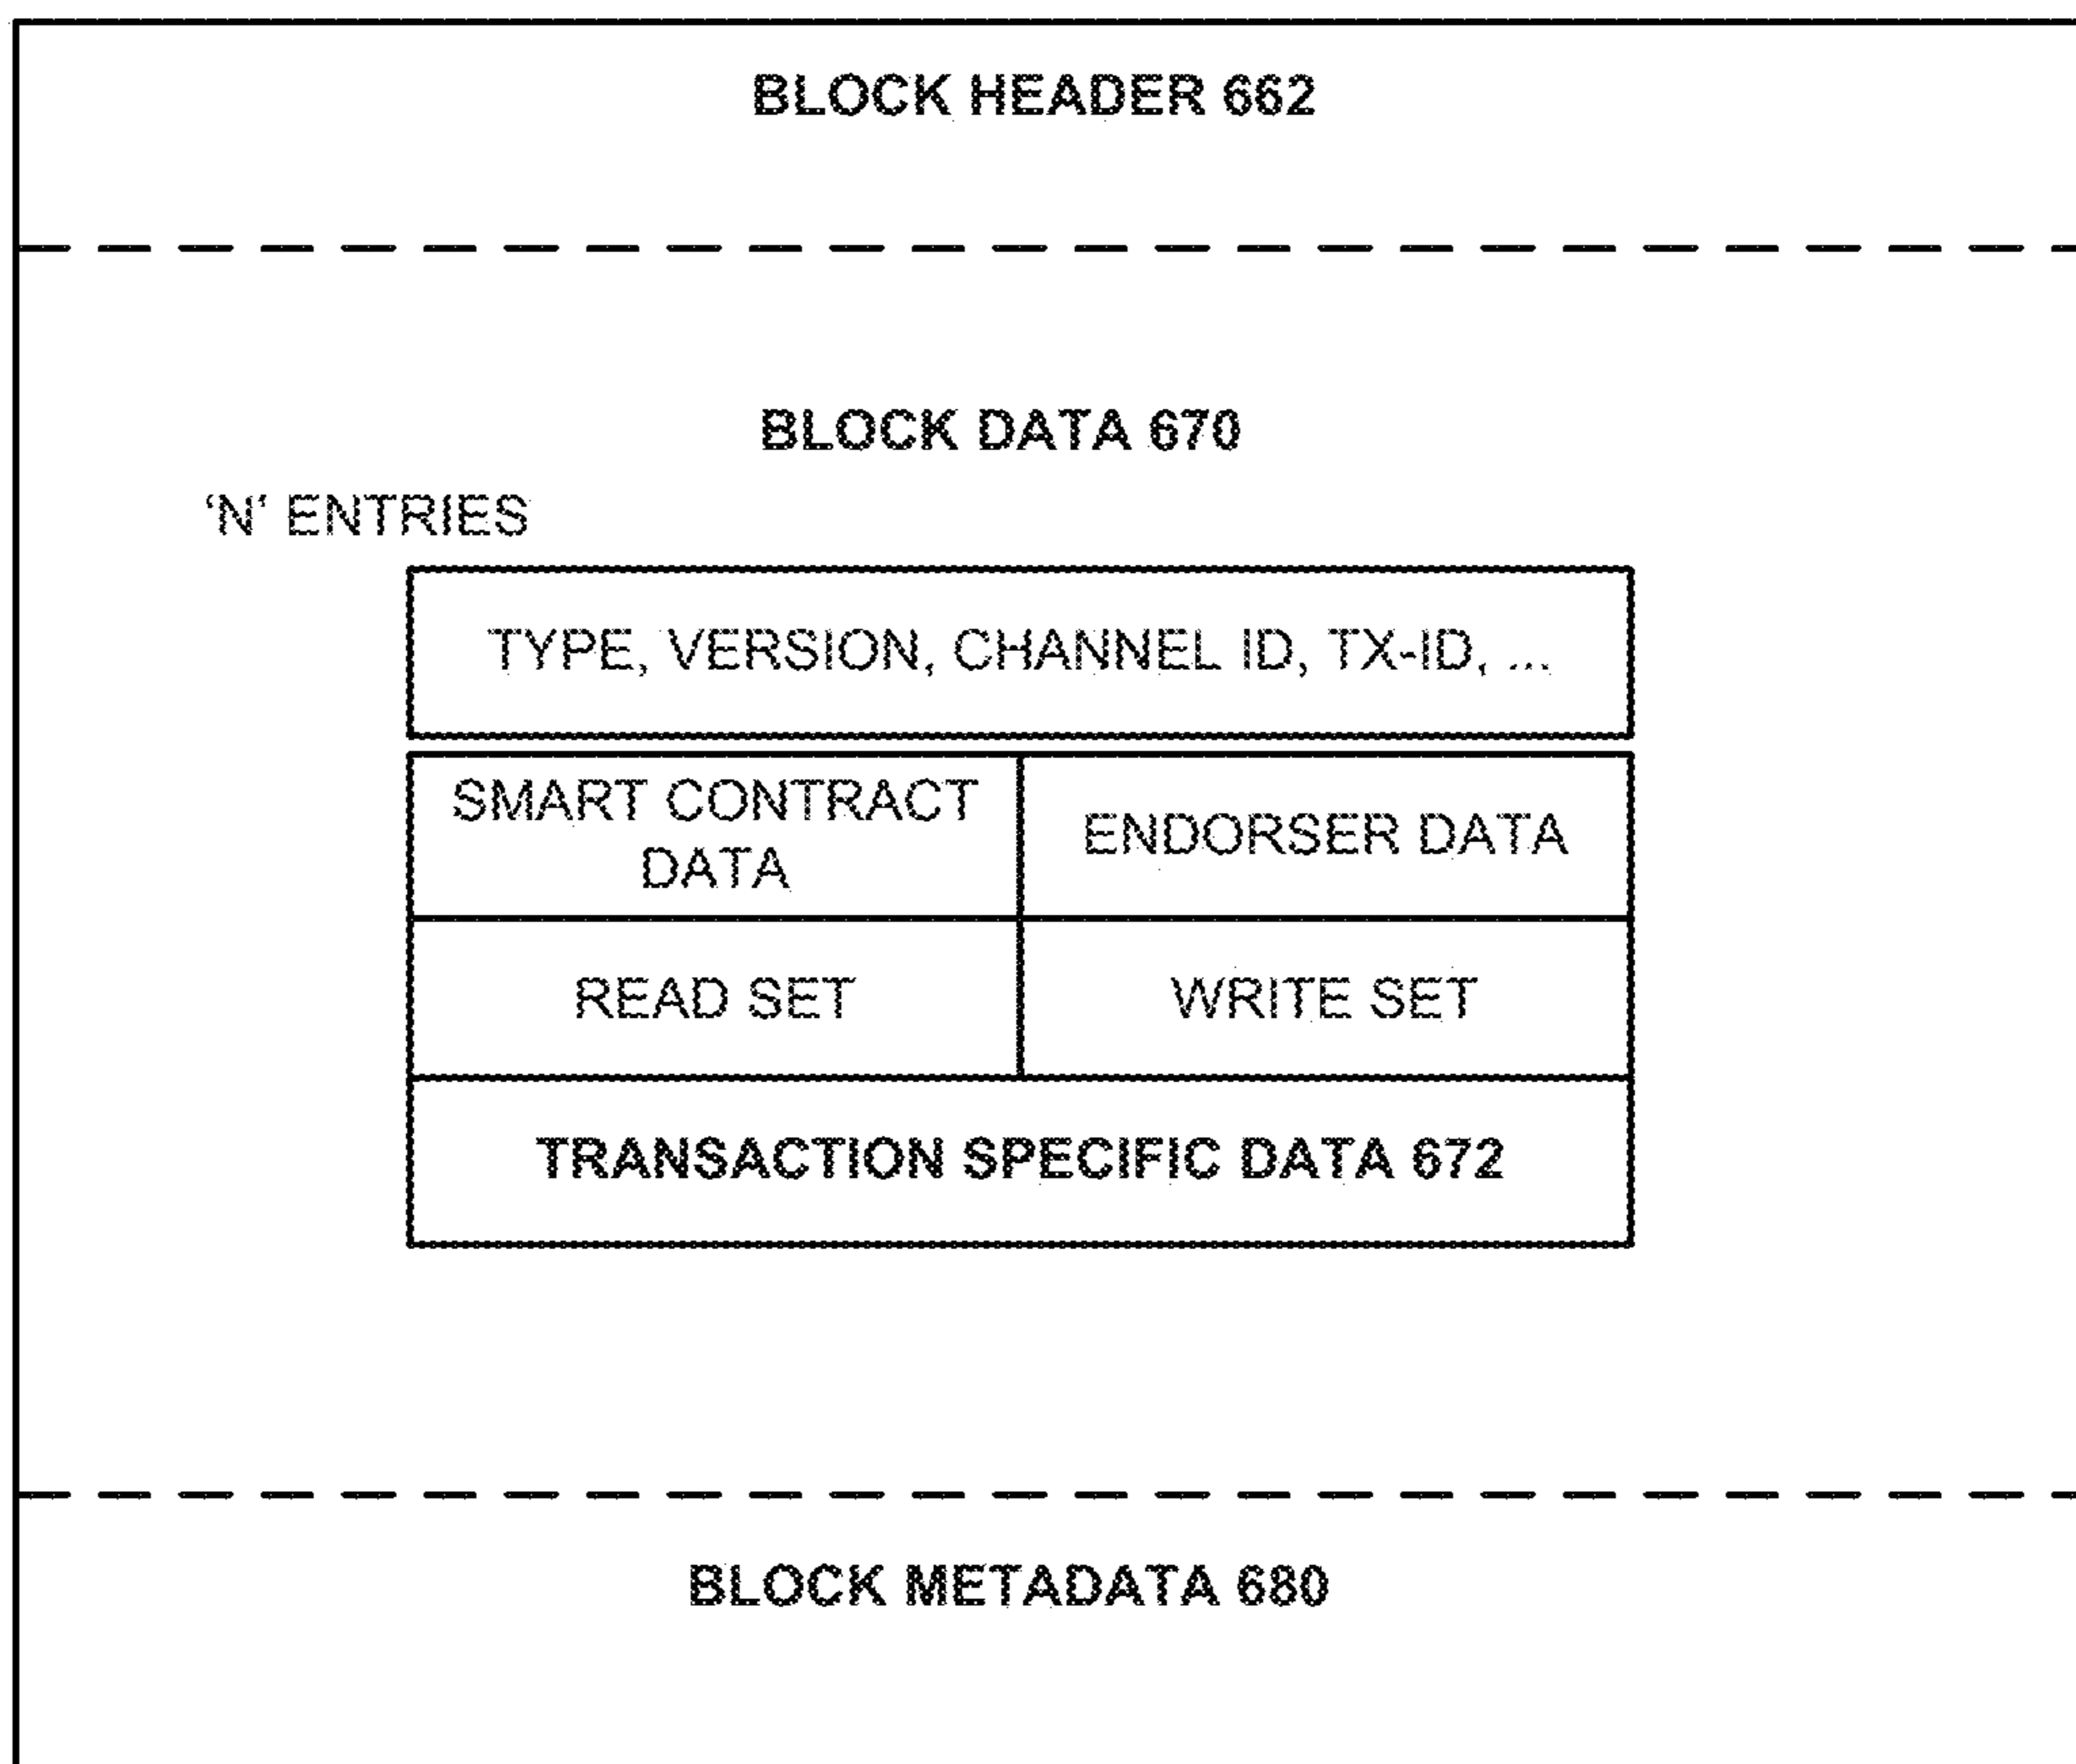 BLOCK HEADER 662
BLOCK DATA 670
‘N’ ENTRIES
TYPE, VERSION, CHANNEL ID, TX-ID, ...
SMART CONTRACT
DATA
ENDORSER DATA
READ SET
WRITE SET
TRANSACTION SPECIFIC DATA 672
BLOCK METADATA 680